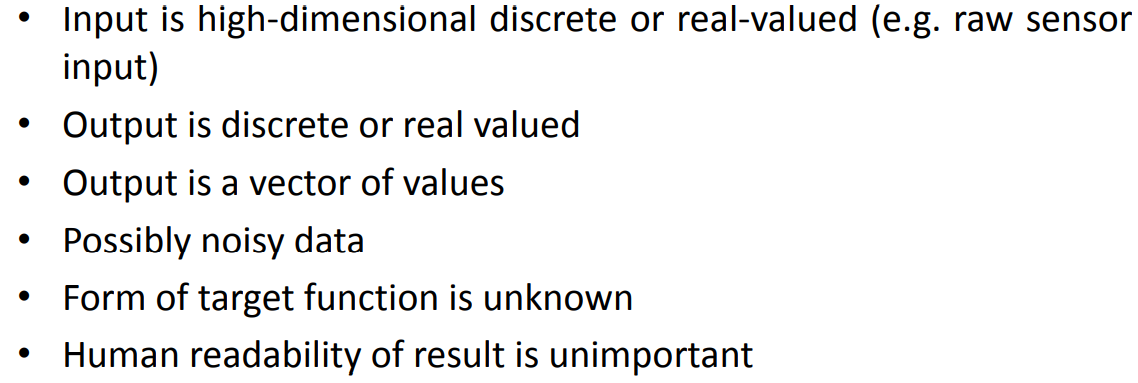 • Input is high-dimensional discrete or real-valued (e.g. raw sensor
input)
• Output is discrete or real valued
• Output is a vector of values
• Possibly noisy data
• Form of target function is unknown
• Human readability of result is unimportant